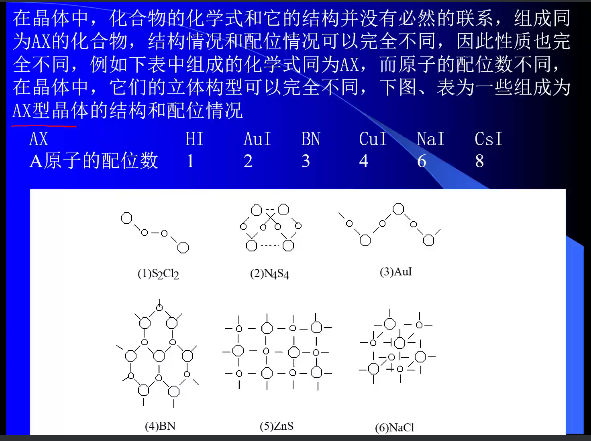 在晶体中，化合物的化学式和它的结构并没有必然的联系，组成同
为AX的化合物，结构情况和配位情况可以完全不同，因此性质也完
全不同，例如下表中组成的化学式同为AX，而原子的配位数不同，
在晶体中，它们的立体构型可以完全不同，下图、表为一些组成为
AX型晶体的结构和配位情况
AX HI AuI BN CuI NaI CsI
A原子的配位数 1 2 3 4 6 8
(1)S2Cl2 (2)N4S4 (3)AuI
(4)BN (5)ZnS (6)NaCl